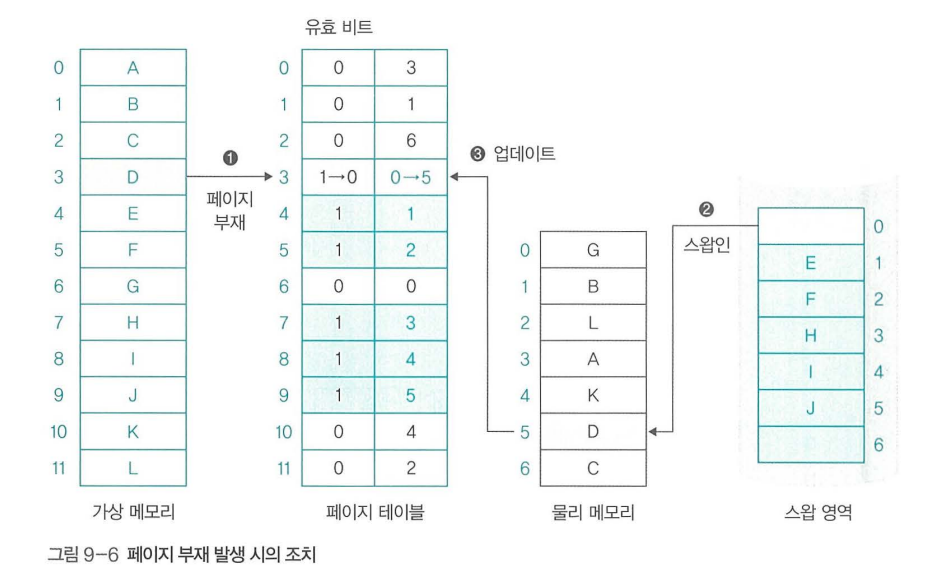 유효 비트
0 A 0 0 3
1 B 1 0 1
2 C 2 0 6
3 D ❶ 페이지 부재 3 1→0 0→5 ❸ 업데이트
4 E 4 1 1
5 F 5 1 2
6 G 6 0 0
7 H 7 1 3
8 I 8 1 4
9 J 9 1 5
10 K 10 0 4
11 L 11 0 2
가상 메모리
페이지 테이블
0 G
1 B
2 L
3 A
4 K
5 D
6 C
물리 메모리
❷
스왑인
0
E 1
F 2
H 3
I 4
J 5
6
스왑 영역
그림 9-6 페이지 부재 발생 시의 조치